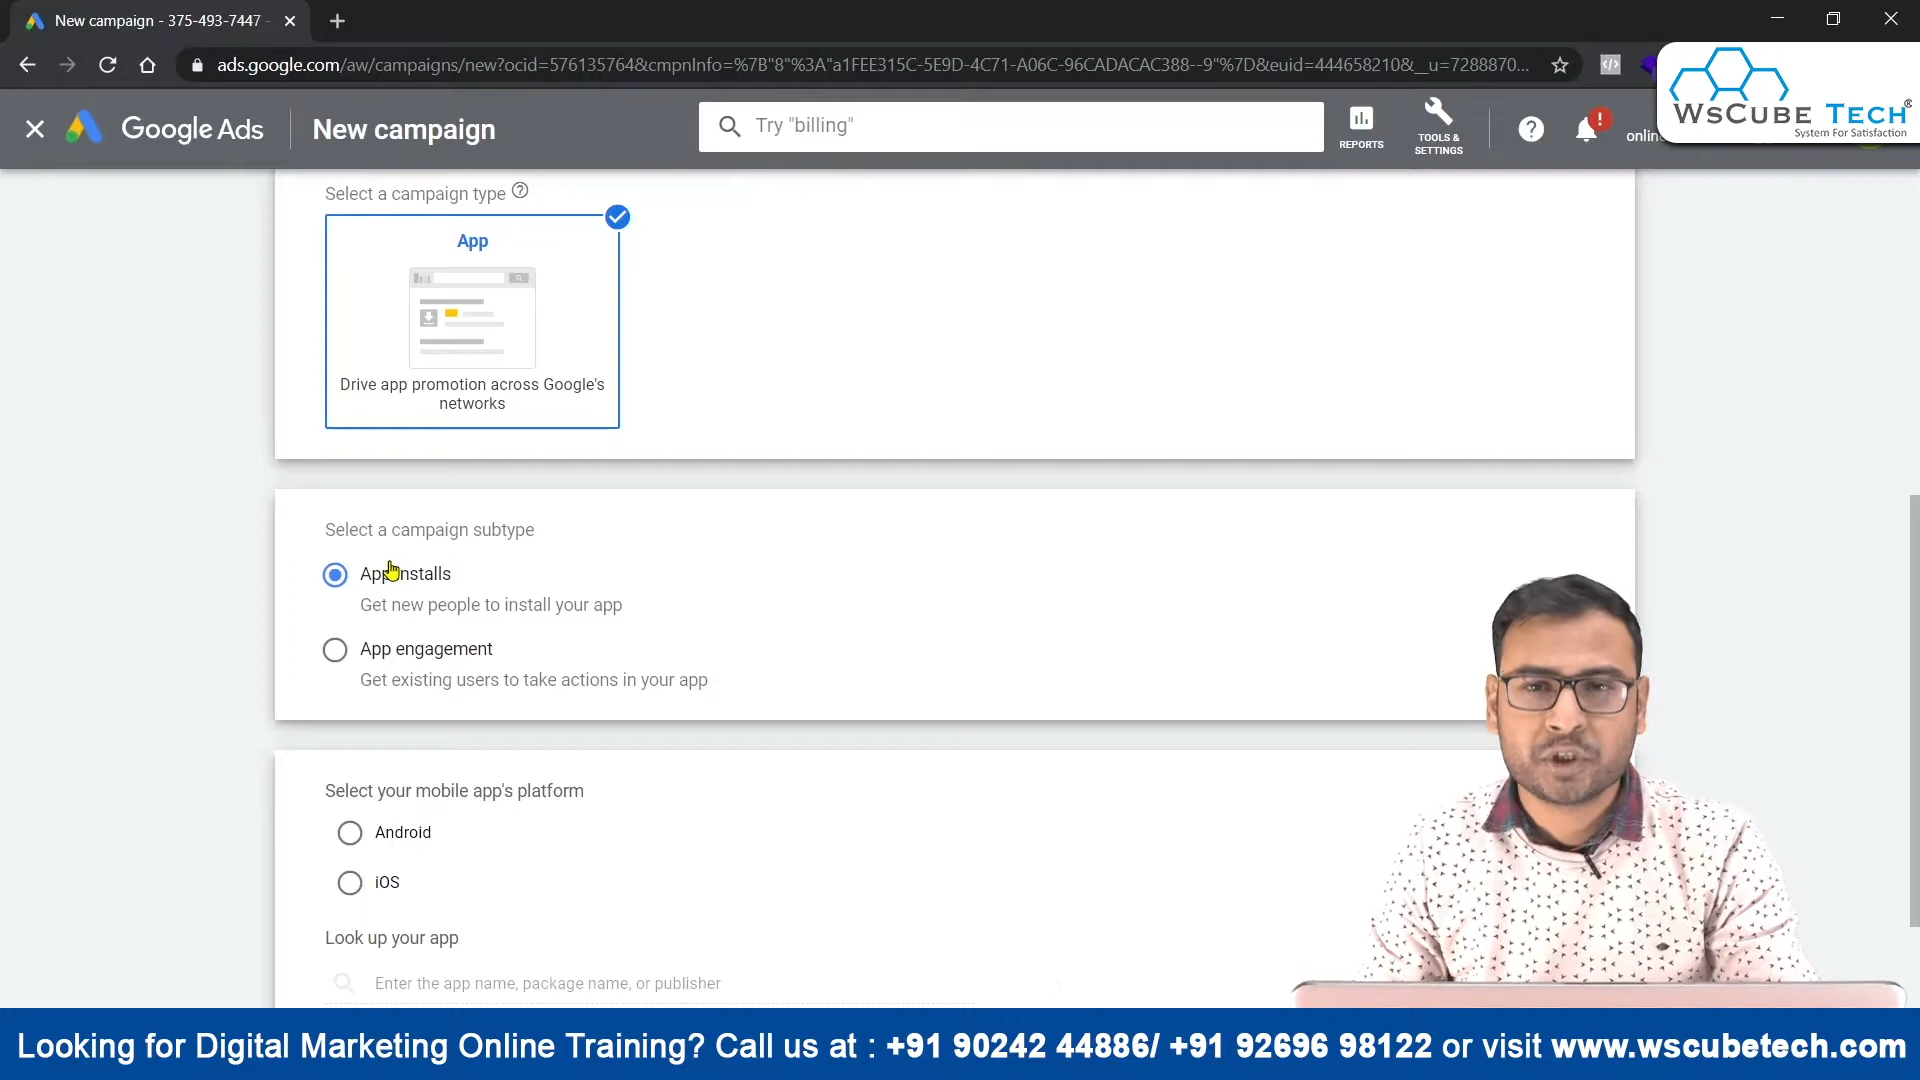 New campaign - 375-493-7447 -
ads.google.com/aw/campaigns/new?ocid=576135764&cmpnInfo=%7B"8"%3A"a1FEE315C-5E9D-4C71-A06C-96CADACAC388--9"%7D&euid=444658210&__u=7288870...
WsCube Tech®
System For Satisfaction
Google Ads
New campaign
Try "billing"
REPORTS
TOOLS &
SETTINGS
Select a campaign type
App
Drive app promotion across Google's
networks
Select a campaign subtype
App installs
Get new people to install your app
App engagement
Get existing users to take actions in your app
Select your mobile app's platform
Android
iOS
Look up your app
Enter the app name, package name, or publisher
Looking for Digital Marketing Online Training? Call us at : +91 90242 44886/ +91 92696 98122 or visit www.wscubetech.com